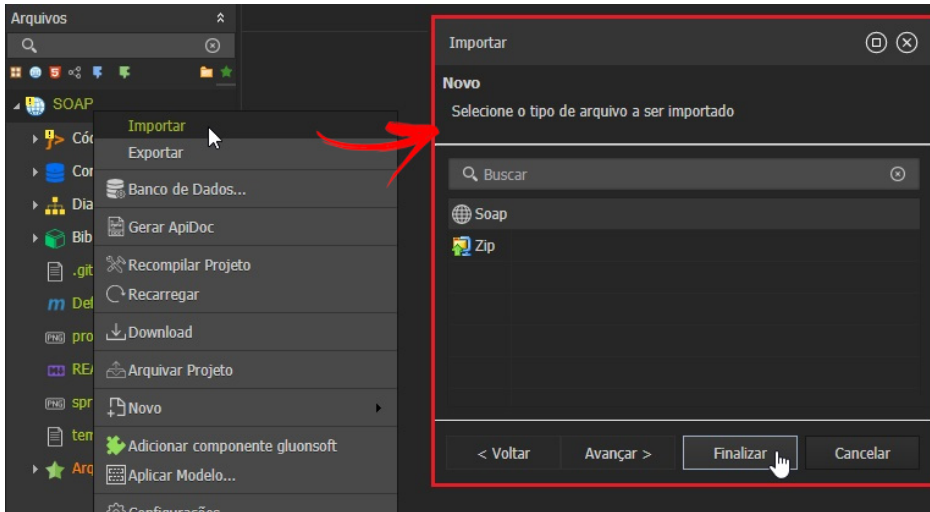 Arquivos
SOAP
Importar
Exportar
Banco de Dados...
Gerar ApiDoc
Recompilar Projeto
Recarregar
Download
Arquivar Projeto
Novo
Adicionar componente gluonsoft
Aplicar Modelo...
Configurações
Cód
Con
Dia
Bib
.git
Def
pro
REA
spr
tem
Arq
Importar
Novo
Selecione o tipo de arquivo a ser importado
Buscar
Soap
Zip
< Voltar
Avançar >
Finalizar
Cancelar